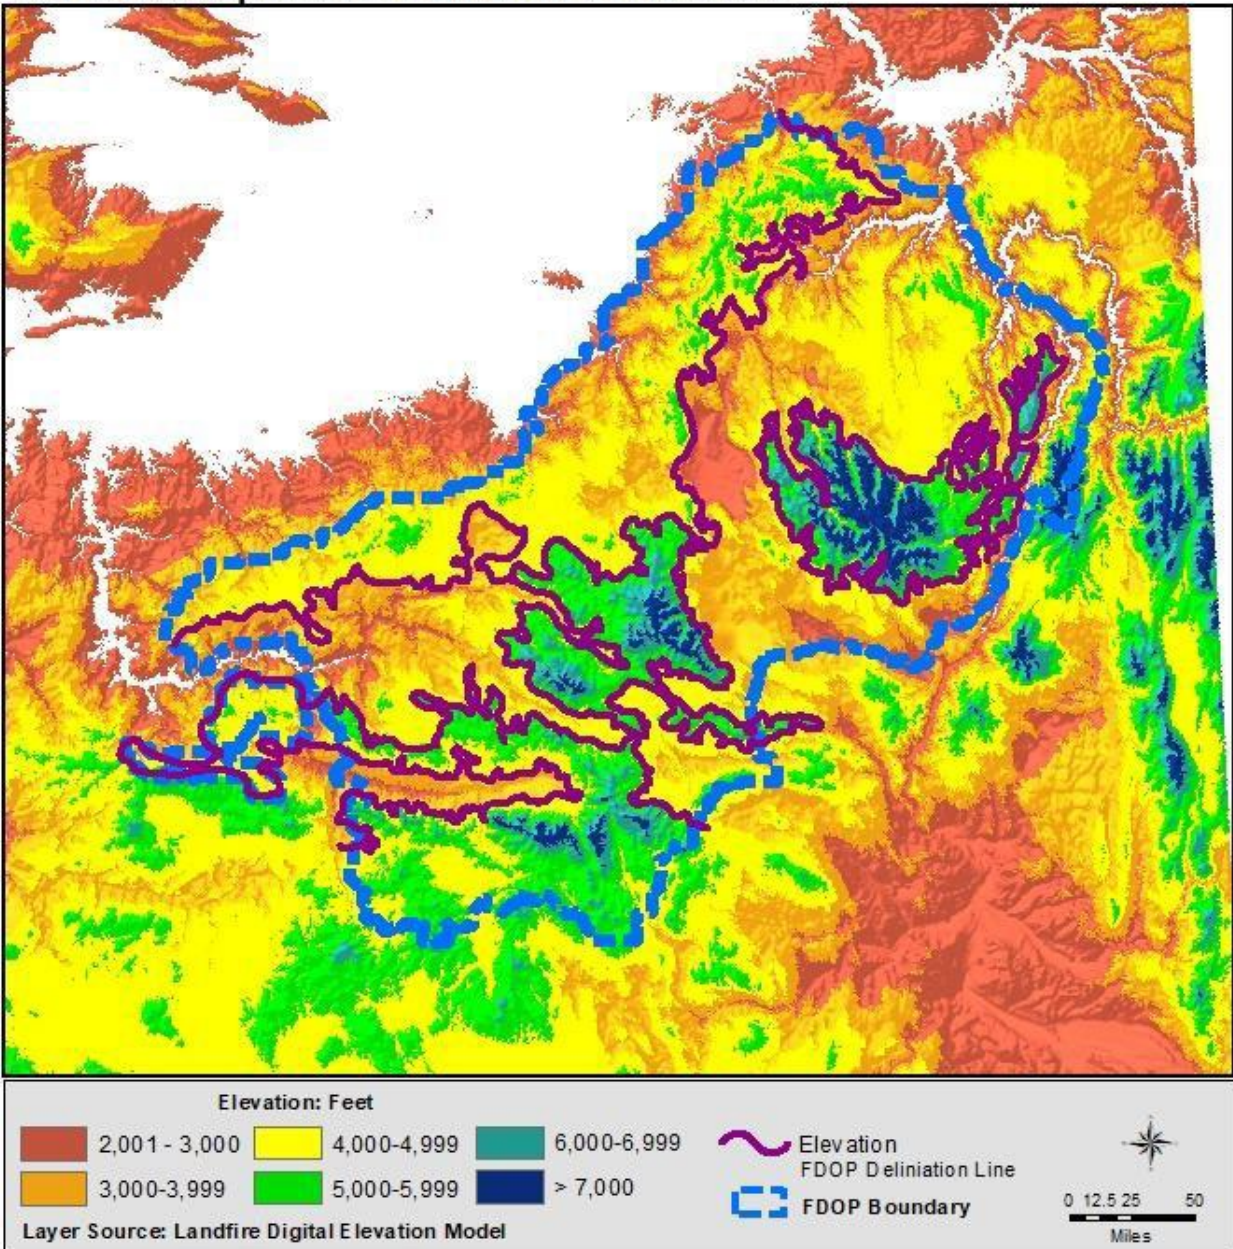 Elevation: Feet
2,001 - 3,000
4,000-4,999
6,000-6,999
3,000-3,999
5,000-5,999
> 7,000
Elevation
FDOP Deliniation Line
FDOP Boundary
0 12.5 25 50
Miles
Layer Source: Landfire Digital Elevation Model